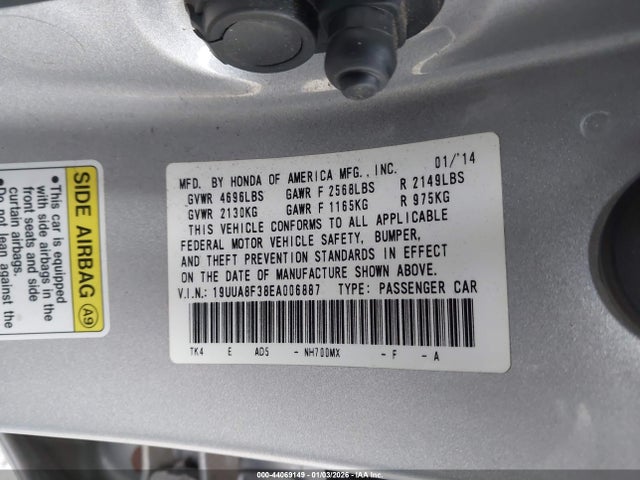 MFD. BY HONDA OF AMERICA MFG., INC. 01/'14
GVWR 4696LBS GAWR F 2568LBS R 2149LBS
GVWR 2130KG GAWR F 1165KG R 975KG
THIS VEHICLE CONFORMS TO ALL APPLICABLE
FEDERAL MOTOR VEHICLE SAFETY, BUMPER,
AND THEFT PREVENTION STANDARDS IN EFFECT
ON THE DATE OF MANUFACTURE SHOWN ABOVE.
V.I.N.: 19UUA8F38EA006887 TYPE: PASSENGER CAR
TK4 E AD5 - NH700MX - F - A
SIDE AIRBAG A9
• This car is equipped
with side airbags in the
front seats and side
curtain airbags.
• Do not lean against the
000-44069149 | 01/03/2026 | IAA Inc.